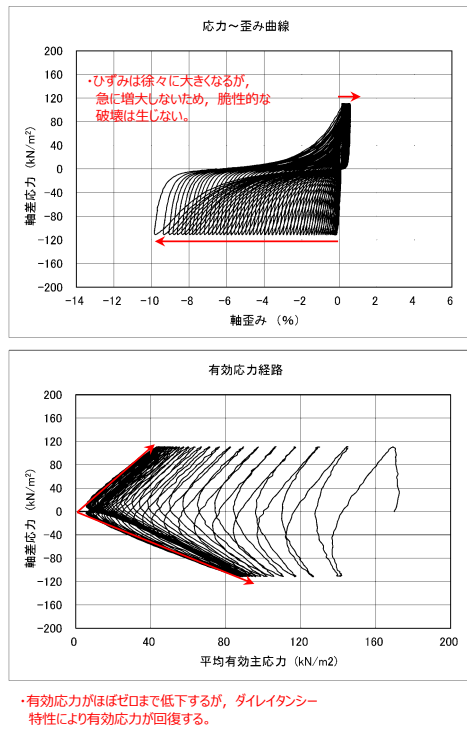 応力～歪み曲線
・ひずみは徐々に大きくなるが，
急に増大しないため，脆性的な
破壊は生じない。
軸差応力 (kN/m²)
200
160
120
80
40
0
-40
-80
-120
-160
-200
-14 -12 -10 -8 -6 -4 -2 0 2 4 6
軸歪み （%）
有効応力経路
軸差応力 (kN/m²)
200
160
120
80
40
0
-40
-80
-120
-160
-200
0 40 80 120 160 200
平均有効主応力 (kN/m2)
・有効応力がほぼゼロまで低下するが，ダイレイタンシー
特性により有効応力が回復する。